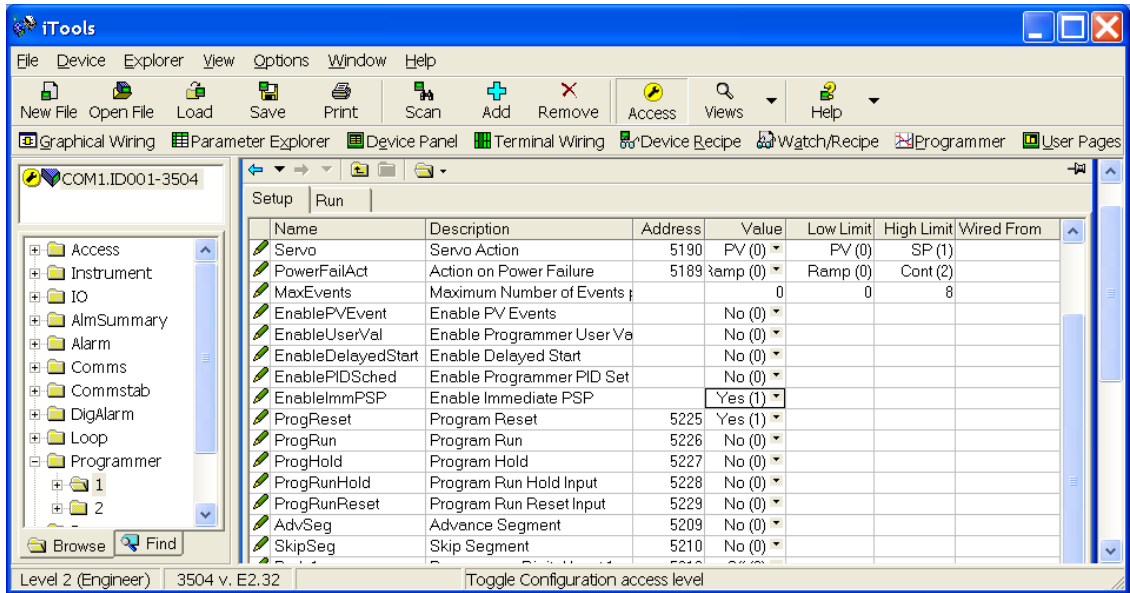 iTools
File Device Explorer View Options Window Help
New File Open File Load Save Print Scan Add Remove Access Views Help
Graphical Wiring Parameter Explorer Device Panel Terminal Wiring Device Recipe Watch/Recipe Programmer User Pages
COM1.ID001-3504
Access
Instrument
IO
AlmSummary
Alarm
Comms
Commstab
DigAlarm
Loop
Programmer
1
2
Browse Find
Setup Run
Name Description Address Value Low Limit High Limit Wired From
Servo Servo Action 5190 PV (0) PV (0) SP (1)
PowerFailAct Action on Power Failure 5189 Ramp (0) Ramp (0) Cont (2)
MaxEvents Maximum Number of Events 0 0 8
EnablePVEvent Enable PV Events No (0)
EnableUserVal Enable Programmer User Va No (0)
EnableDelayedStart Enable Delayed Start No (0)
EnablePIDSched Enable Programmer PID Set No (0)
EnableImmPSP Enable Immediate PSP Yes (1)
ProgReset Program Reset 5225 Yes (1)
ProgRun Program Run 5226 No (0)
ProgHold Program Hold 5227 No (0)
ProgRunHold Program Run Hold Input 5228 No (0)
ProgRunReset Program Run Reset Input 5229 No (0)
AdvSeg Advance Segment 5209 No (0)
SkipSeg Skip Segment 5210 No (0)
Level 2 (Engineer) 3504 v. E2.32 Toggle Configuration access level